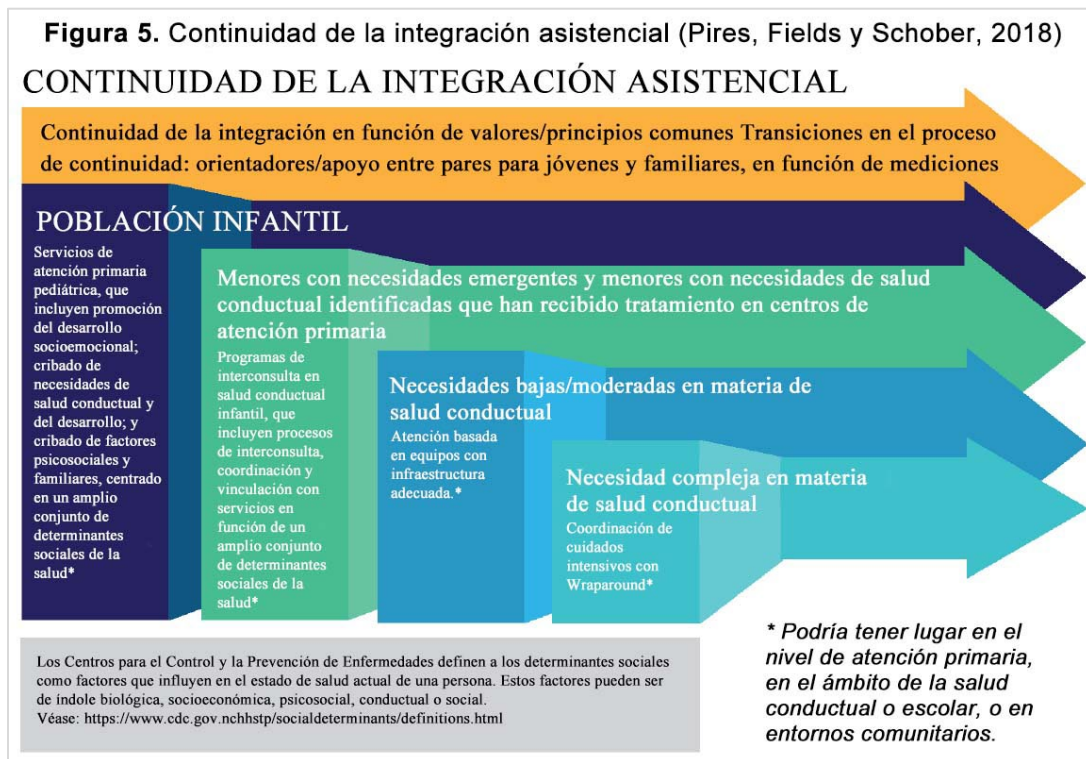 Figura 5. Continuidad de la integración asistencial (Pires, Fields y Schober, 2018)
CONTINUIDAD DE LA INTEGRACIÓN ASISTENCIAL
Continuidad de la integración en función de valores/principios comunes Transiciones en el proceso
de continuidad: orientadores/apoyo entre pares para jóvenes y familiares, en función de mediciones
POBLACIÓN INFANTIL
Servicios de
atención primaria
pediátrica, que
incluyen promoción
del desarrollo
socioemocional;
cribado de
necesidades de
salud conductual y
del desarrollo; y
cribado de factores
psicosociales y
familiares, centrado
en un amplio
conjunto de
determinantes
sociales de la
salud*
Menores con necesidades emergentes y menores con necesidades de salud
conductual identificadas que han recibido tratamiento en centros de
atención primaria
Programas de
interconsulta en
salud conductual
infantil, que
incluyen procesos
de interconsulta,
coordinación y
vinculación con
servicios en
función de un
amplio conjunto
de determinantes
sociales de la
salud*
Necesidades bajas/moderadas en materia de
salud conductual
Atención basada
en equipos con
infraestructura
adecuada.*
Necesidad compleja en materia
de salud conductual
Coordinación de
cuidados
intensivos con
Wraparound*
Los Centros para el Control y la Prevención de Enfermedades definen a los determinantes sociales
como factores que influyen en el estado de salud actual de una persona. Estos factores pueden ser
de índole biológica, socioeconómica, psicosocial, conductual o social.
Véase: https://www.cdc.gov.nchhstp/socialdeterminants/definitions.html
* Podría tener lugar en el
nivel de atención primaria,
en el ámbito de la salud
conductual o escolar, o en
entornos comunitarios.